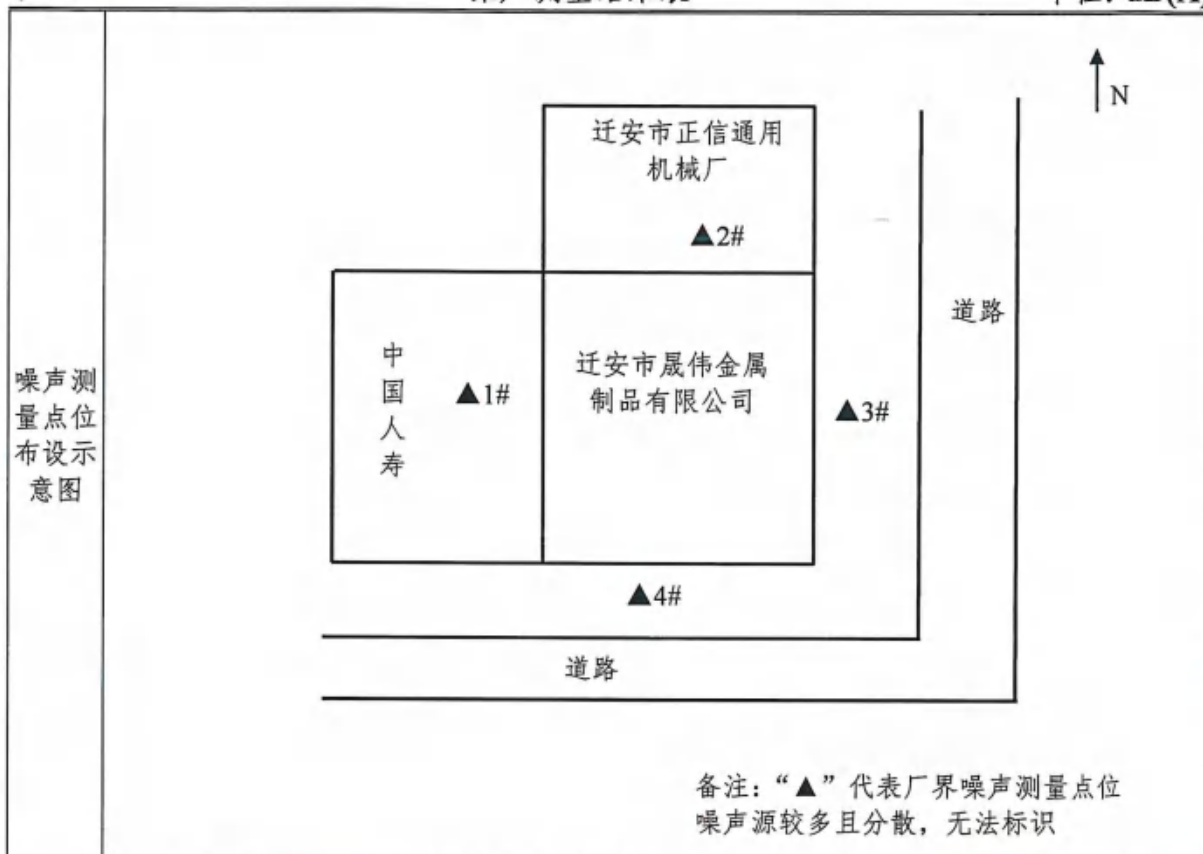 N
迁安市正信通用
机械厂
▲2#
道路
中
国
人
寿
▲1#
迁安市晟伟金属
制品有限公司
▲3#
噪声测
量点位
布设示
意图
▲4#
道路
备注：“▲”代表厂界噪声测量点位
噪声源较多且分散，无法标识